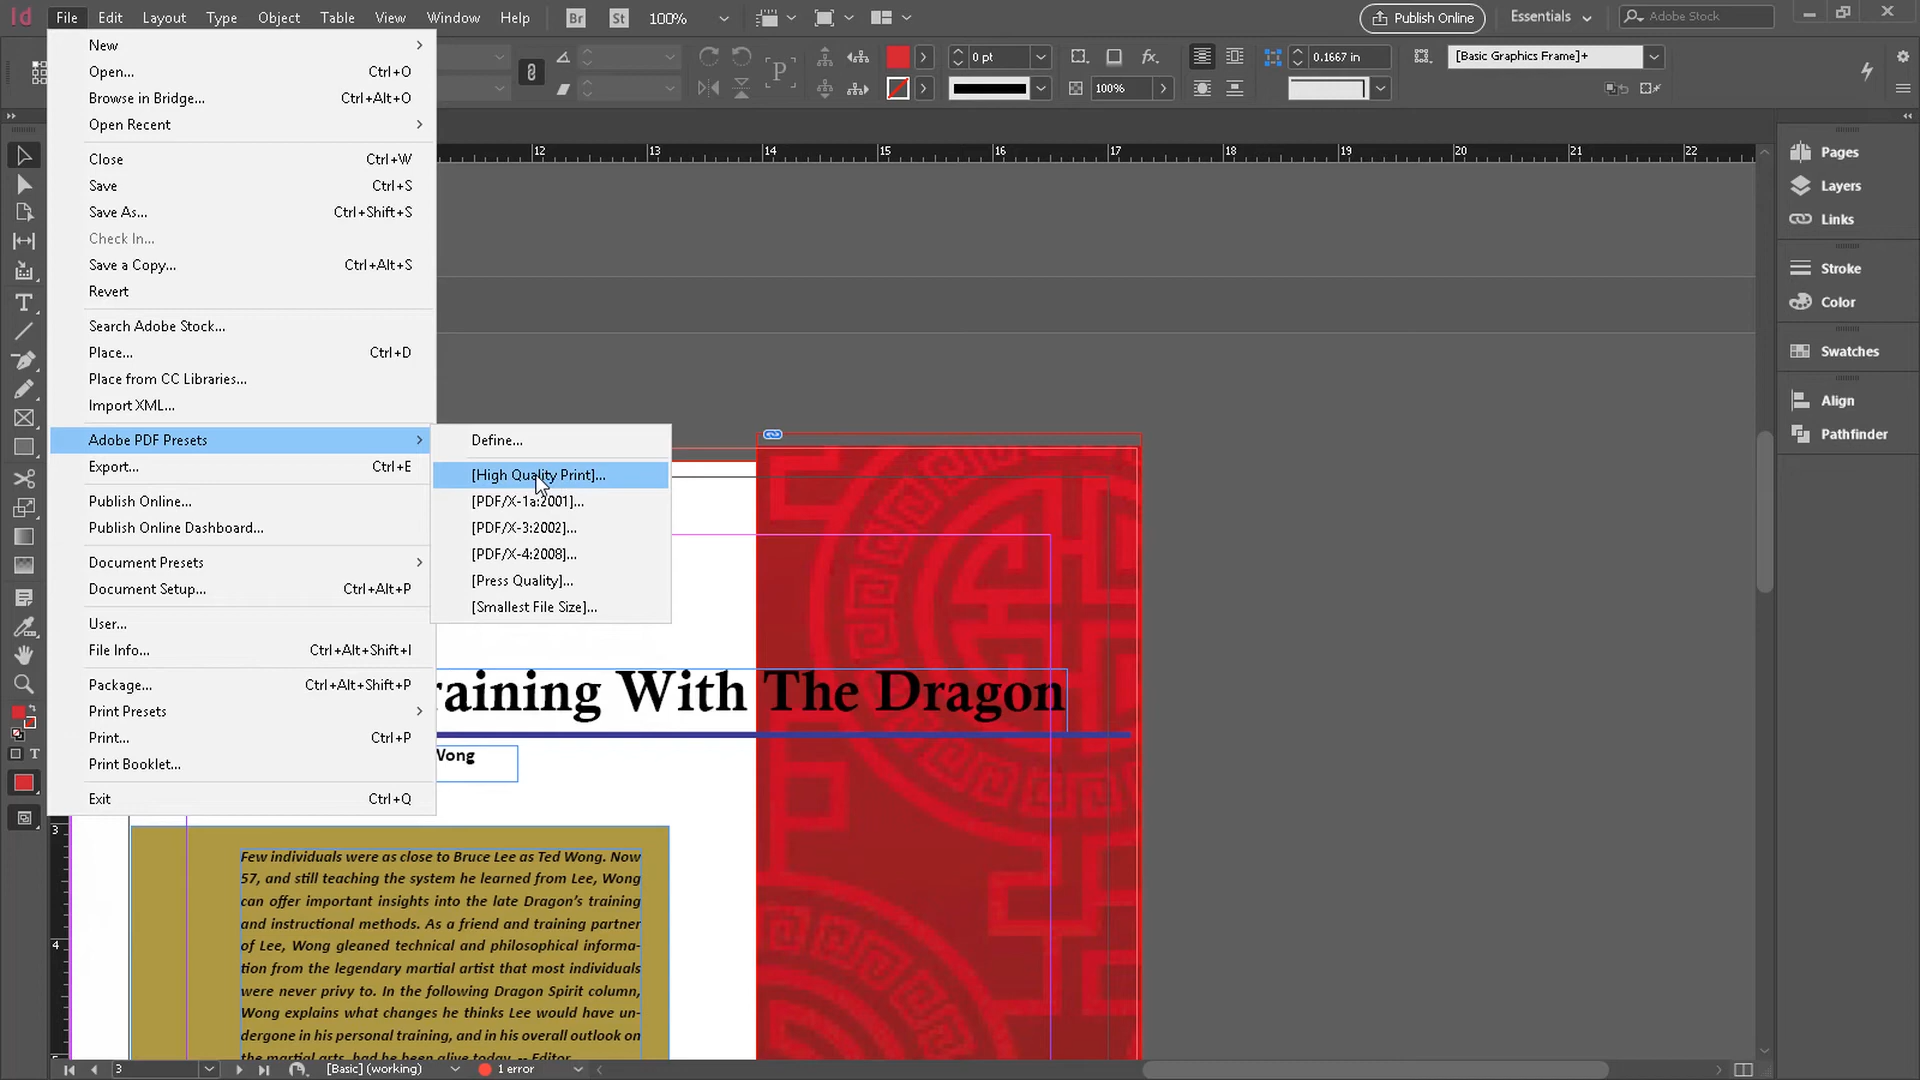 Id File Edit Layout Type Object Table View Window Help Br St 100% Publish Online Essentials Adobe Stock
0 pt 0.1667 in [Basic Graphics Frame]+
100%
New
Open... Ctrl+O
Browse in Bridge... Ctrl+Alt+O
Open Recent
Close Ctrl+W
Save Ctrl+S
Save As... Ctrl+Shift+S
Check In...
Save a Copy... Ctrl+Alt+S
Revert
Search Adobe Stock...
Place... Ctrl+D
Place from CC Libraries...
Import XML...
Adobe PDF Presets
Export... Ctrl+E
Publish Online...
Publish Online Dashboard...
Document Presets
Document Setup... Ctrl+Alt+P
User...
File Info... Ctrl+Alt+Shift+I
Package... Ctrl+Alt+Shift+P
Print Presets
Print... Ctrl+P
Print Booklet...
Exit Ctrl+Q
Define...
[High Quality Print]...
[PDF/X-1a:2001]...
[PDF/X-3:2002]...
[PDF/X-4:2008]...
[Press Quality]...
[Smallest File Size]...
12 13 14 15 16 17 18 19 20 21 22
Pages
Layers
Links
Stroke
Color
Swatches
Align
Pathfinder
raining With The Dragon
Wong
3
4
Few individuals were as close to Bruce Lee as Ted Wong. Now
57, and still teaching the system he learned from Lee, Wong
can offer important insights into the late Dragon's training
and instructional methods. As a friend and training partner
of Lee, Wong gleaned technical and philosophical informa-
tion from the legendary martial artist that most individuals
were never privy to. In the following Dragon Spirit column,
Wong explains what changes he thinks Lee would have un-
dergone in his personal training, and in his overall outlook on
the martial arts, had he been alive today. -- Editor
3 [Basic] (working) 1 error